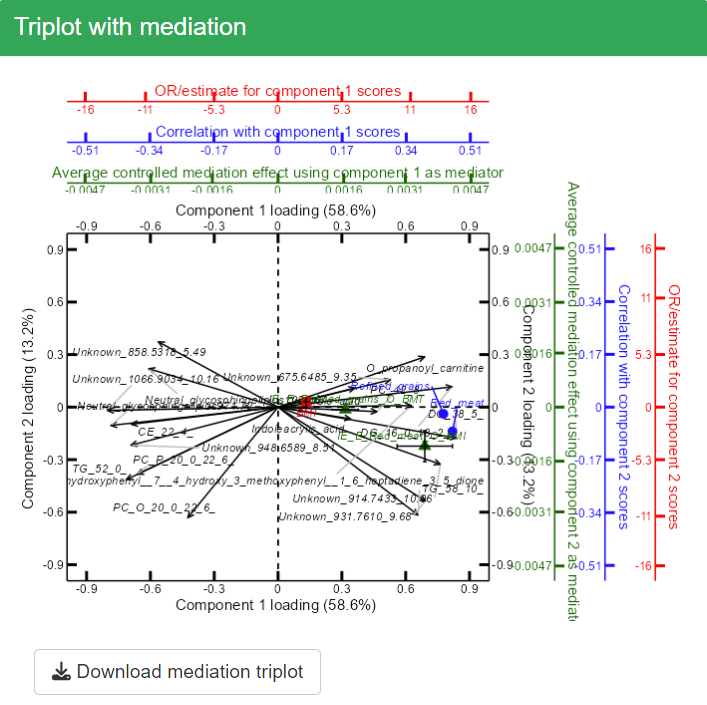 Triplot with mediation
OR/estimate for component 1 scores
-16 -11 -5.3 0 5.3 11 16
Correlation with component 1 scores
-0.51 -0.34 -0.17 0 0.17 0.34 0.51
Average controlled mediation effect using component 1 as mediator
-0.0047 -0.0031 -0.0016 0 0.0016 0.0031 0.0047
Component 1 loading (58.6%)
-0.9 -0.6 -0.3 0 0.3 0.6 0.9
Component 2 loading (13.2%)
0.9
0.6
0.3
0
-0.3
-0.6
-0.9
Unknown_858.5318_5.49
Unknown_1066.9034_10.16
Unknown_675.6485_9.35
O_propanoyl_carnitine
Refined_grains
Red_meat
Indoleacrylic_acid
CE_22_4_
Unknown_948.6589_8.51
PC_P_20_0_22_6_
TG_52_0_
hydroxyphenyl__7__4_hydroxy_3_methoxyphenyl__1_6_heptadiene_3_5_dione
TG_58_10_
Unknown_914.7433_10.66
PC_O_20_0_22_6_
Unknown_931.7610_9.68
-0.9 -0.6 -0.3 0 0.3 0.6 0.9
Component 1 loading (58.6%)
0.9
0.6
0.3
0
-0.3
-0.6
-0.9
Component 2 loading (13.2%)
0.0047
0.0031
0.0016
0
-0.0016
-0.0031
-0.0047
Average controlled mediation effect using component 2 as mediato
0.51
0.34
0.17
0
-0.17
-0.34
-0.51
Correlation with component 2 scores
16
11
5.3
0
-5.3
-11
-16
OR/estimate for component 2 scores
Download mediation triplot